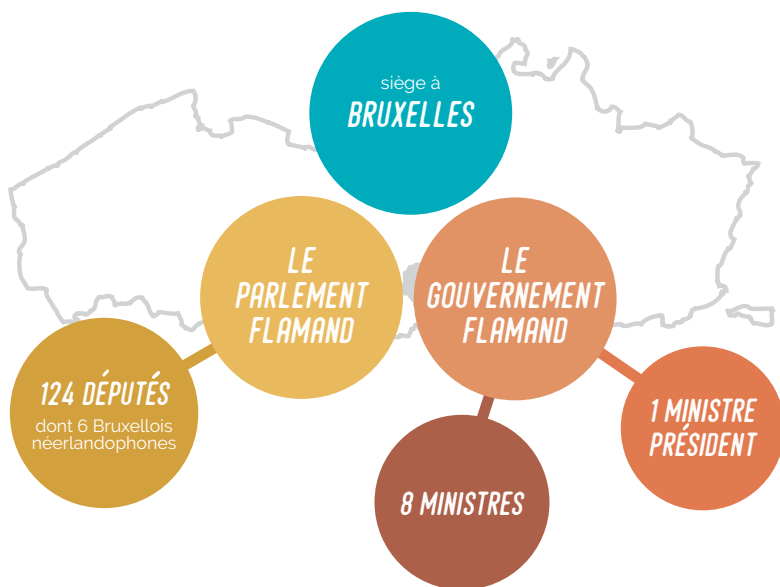 siège à
BRUXELLES
LE
PARLEMENT
FLAMAND
LE
GOUVERNEMENT
FLAMAND
124 DÉPUTÉS
dont 6 Bruxellois
néerlandophones
8 MINISTRES
1 MINISTRE
PRÉSIDENT